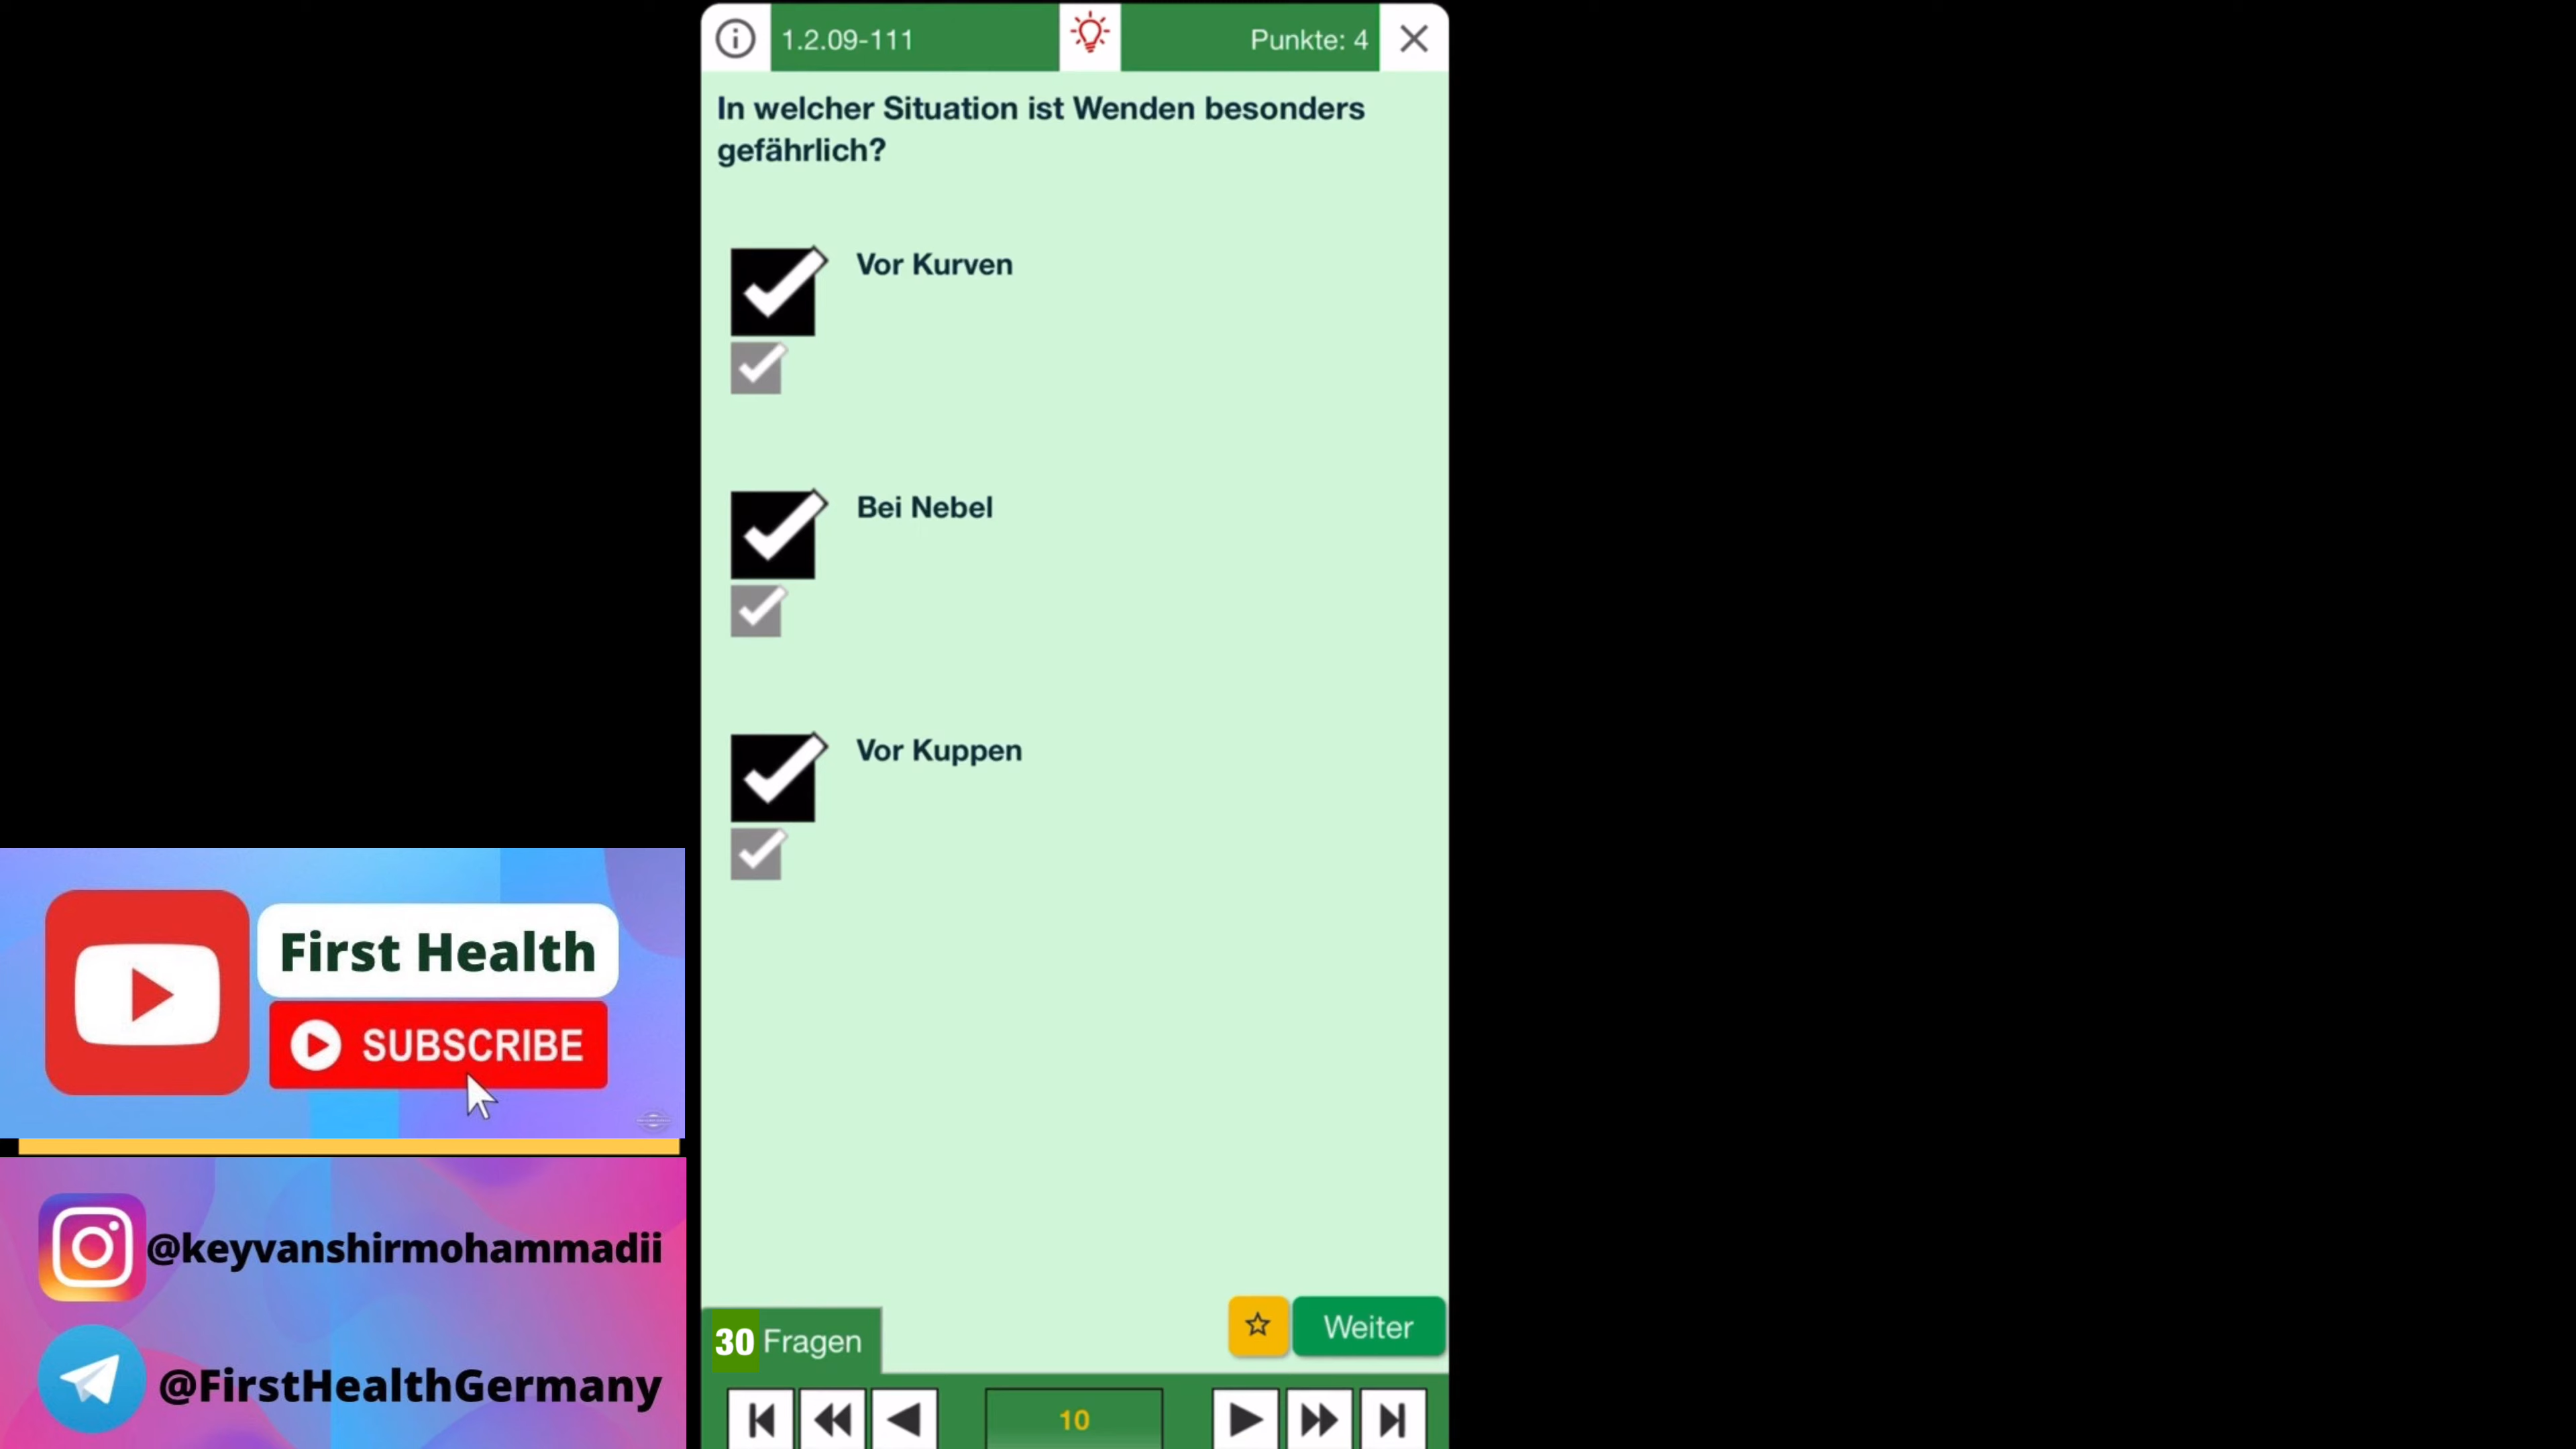 1.2.09-111
Punkte: 4
In welcher Situation ist Wenden besonders
gefährlich?
Vor Kurven
Bei Nebel
Vor Kuppen
First Health
SUBSCRIBE
@keyvanshirmohammadii
@FirstHealthGermany
30 Fragen
Weiter
10